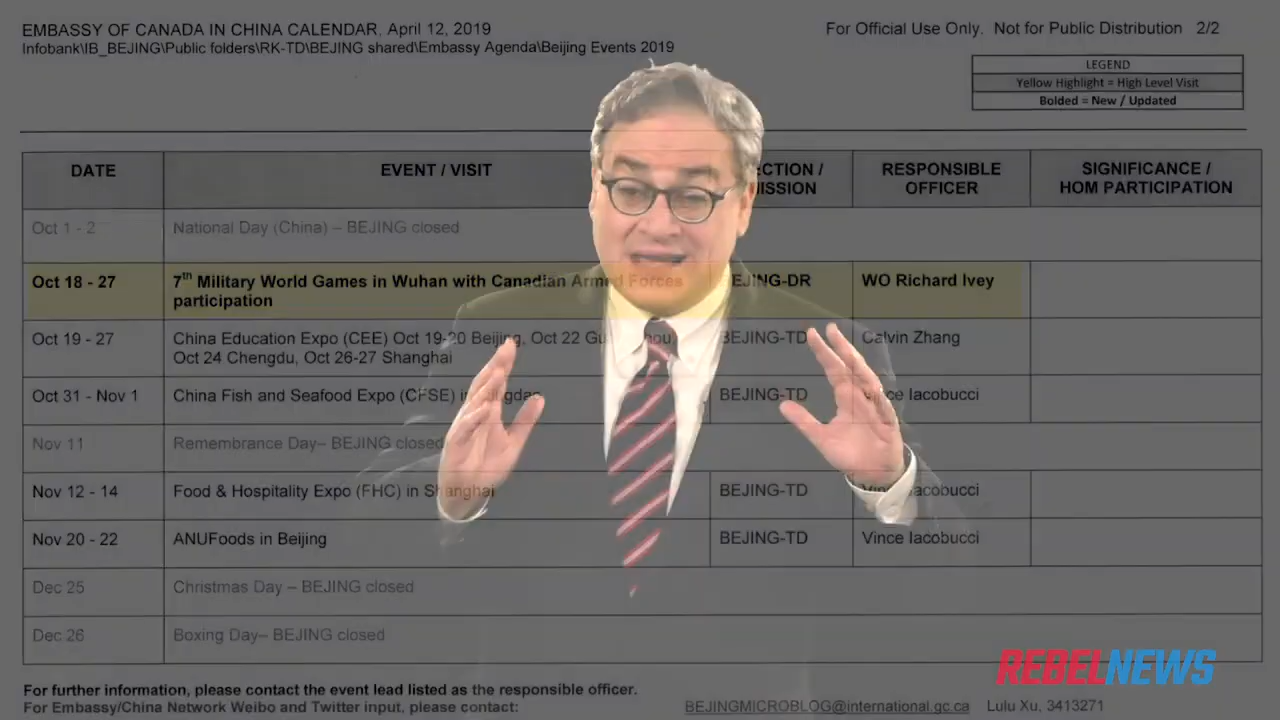 EMBASSY OF CANADA IN CHINA CALENDAR, April 12, 2019
For Official Use Only. Not for Public Distribution 2/2
Infobank\IB_BEJING\Public folders\RK-TD\BEJING shared\Embassy Agenda\Beijing Events 2019
LEGEND
Yellow Highlight = High Level Visit
Bolded = New / Updated
DATE EVENT / VISIT ECTION / RESPONSIBLE SIGNIFICANCE /
ISSION OFFICER HOM PARTICIPATION
Oct 1 - 2 National Day (China) – BEJING closed
Oct 18 - 27 7th Military World Games in Wuhan with Canadian Armed Forces EJING-DR WO Richard Ivey
participation
Oct 19 - 27 China Education Expo (CEE) Oct 19-20 Beijing, Oct 22 BEJING-TD Calvin Zhang
Oct 24 Chengdu, Oct 26-27 Shanghai
Oct 31 - Nov 1 China Fish and Seafood Expo (CFSE) BEJING-TD Vince Iacobucci
Nov 11 Remembrance Day– BEJING closed
Nov 12 - 14 Food & Hospitality Expo (FHC) in Shanghai BEJING-TD Vince Iacobucci
Nov 20 - 22 ANUFoods in Beijing BEJING-TD Vince Iacobucci
Dec 25 Christmas Day – BEJING closed
Dec 26 Boxing Day– BEJING closed
REBELNEWS
For further information, please contact the event lead listed as the responsible officer.
For Embassy/China Network Weibo and Twitter input, please contact: BEJINGMICROBLOG@international.gc.ca Lulu Xu, 3413271